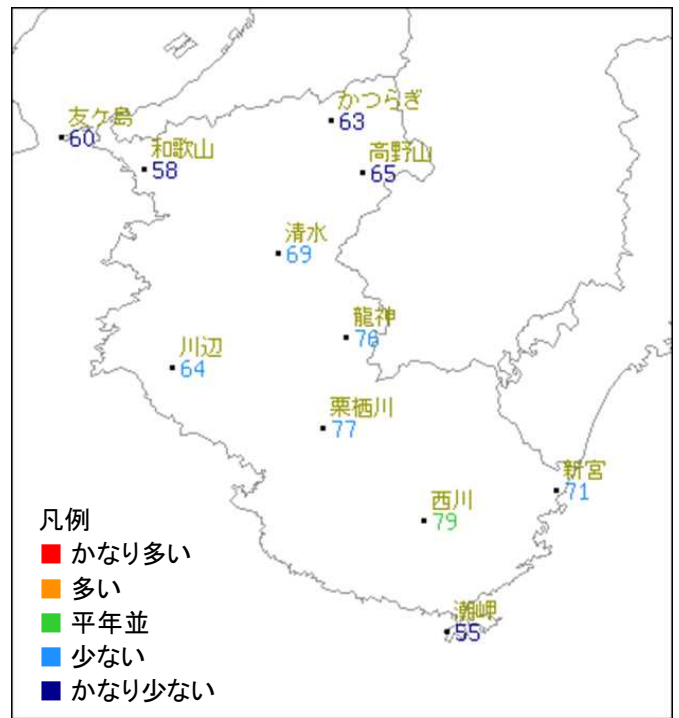 かつらぎ
63
友ケ島
60
和歌山
58
高野山
65
清水
69
龍神
76
川辺
64
栗栖川
77
新宮
71
西川
79
潮岬
55
凡例
かなり多い
多い
平年並
少ない
かなり少ない